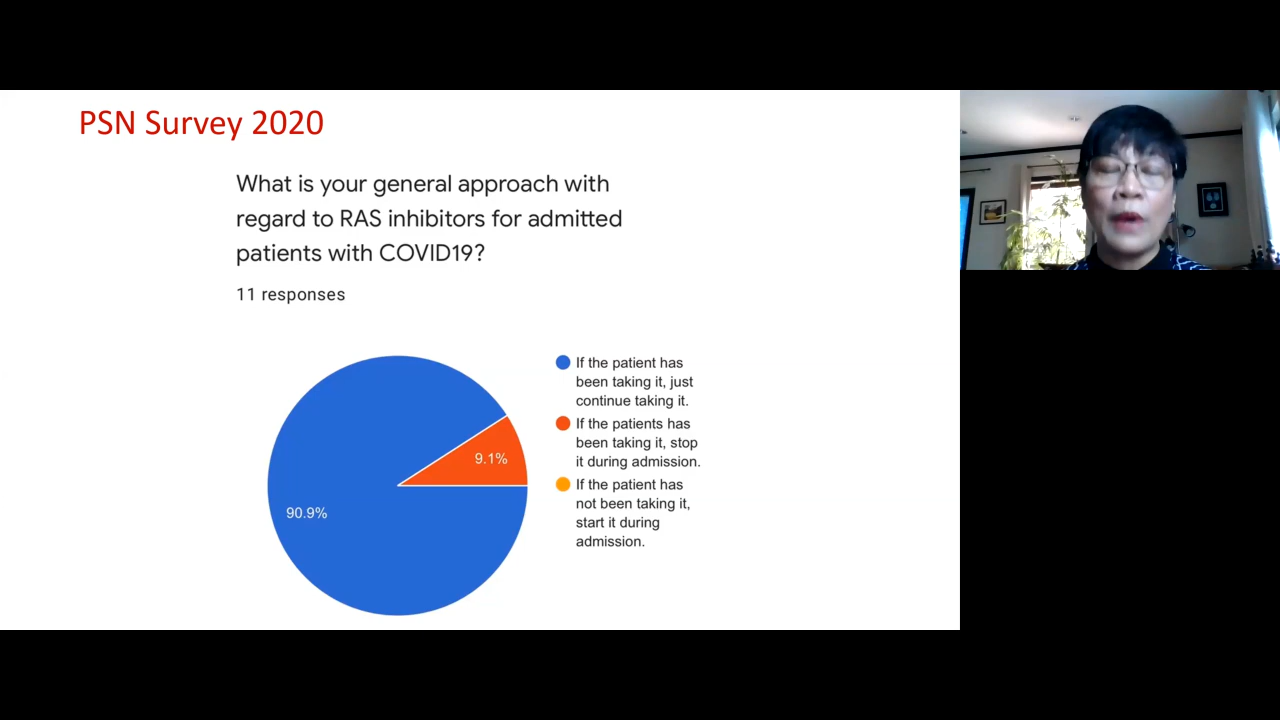 PSN Survey 2020
What is your general approach with
regard to RAS inhibitors for admitted
patients with COVID19?
11 responses
If the patient has
been taking it, just
continue taking it.
If the patients has
been taking it, stop
it during admission.
If the patient has
not been taking it,
start it during
admission.
9.1%
90.9%